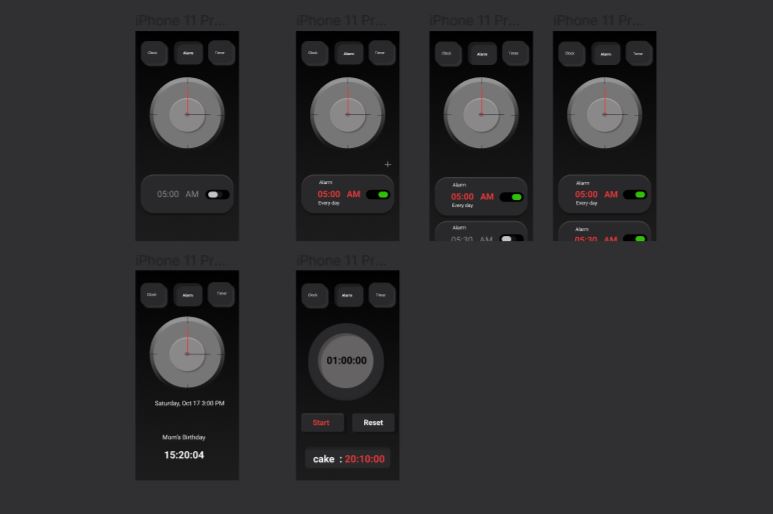 iPhone 11 Pr...
Clock Alarm Timer
05:00 AM
iPhone 11 Pr...
Clock Alarm Timer
+
Alarm
05:00 AM
Every day
iPhone 11 Pr...
Clock Alarm Timer
Alarm
05:00 AM
Every day
Alarm
05:30 AM
iPhone 11 Pr...
Clock Alarm Timer
Alarm
05:00 AM
Every day
Alarm
05:30 AM
iPhone 11 Pr...
Clock Alarm Timer
Saturday, Oct 17 3:00 PM
Mom's Birthday
15:20:04
iPhone 11 Pr...
Clock Alarm Timer
01:00:00
Start Reset
cake : 20:10:00